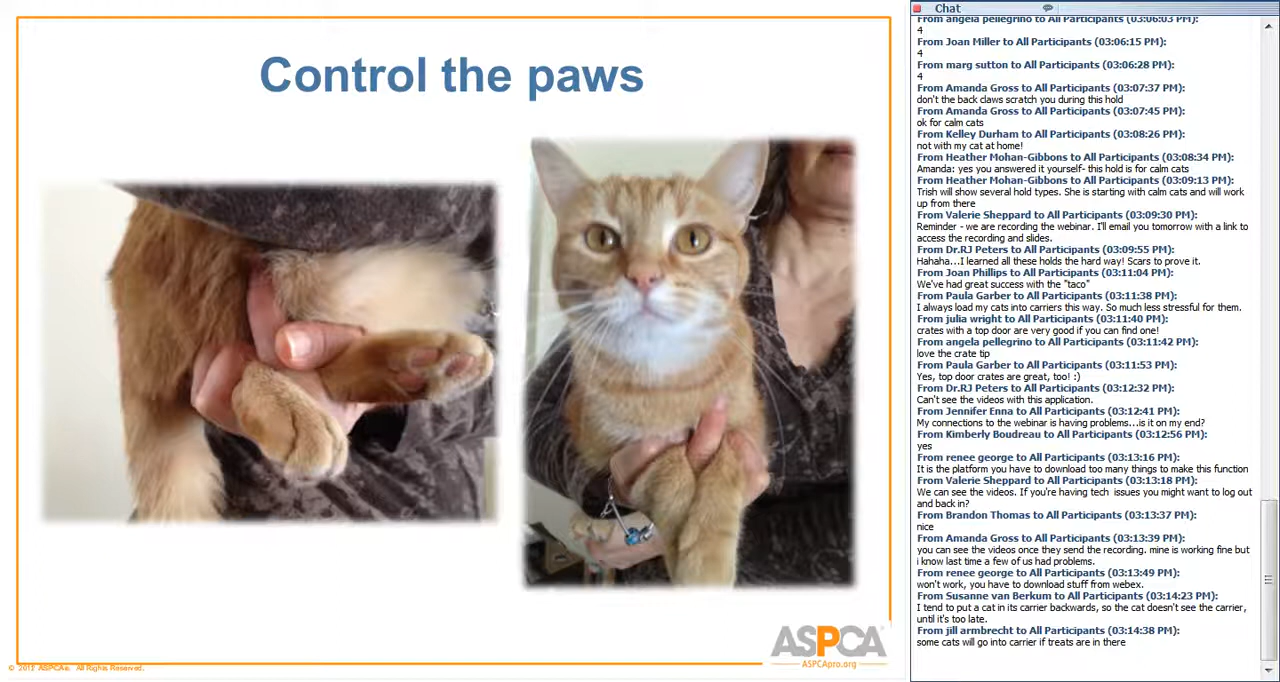 Control the paws
ASPCA
ASPCApro.org
© 2013 ASPCA®. All Rights Reserved.
Chat
From angela pellegrino to All Participants (03:06:03 PM):
4
From Joan Miller to All Participants (03:06:15 PM):
4
From marg sutton to All Participants (03:06:28 PM):
4
From Amanda Gross to All Participants (03:07:37 PM):
don't the back claws scratch you during this hold
From Amanda Gross to All Participants (03:07:45 PM):
ok for calm cats
From Kelley Durham to All Participants (03:08:26 PM):
not with my cat at home!
From Heather Mohan-Gibbons to All Participants (03:08:34 PM):
Amanda: yes you answered it yourself- this hold is for calm cats
From Heather Mohan-Gibbons to All Participants (03:09:13 PM):
Trish will show several hold types. She is starting with calm cats and will work
up from there
From Valerie Sheppard to All Participants (03:09:30 PM):
Reminder - we are recording the webinar. I'll email you tomorrow with a link to
access the recording and slides.
From Dr.RJ Peters to All Participants (03:09:55 PM):
Hahaha...I learned all these holds the hard way! Scars to prove it.
From Joan Phillips to All Participants (03:11:04 PM):
We've had great success with the "taco"
From Paula Garber to All Participants (03:11:38 PM):
I always load my cats into carriers this way. So much less stressful for them.
From julia wright to All Participants (03:11:40 PM):
crates with a top door are very good if you can find one!
From angela pellegrino to All Participants (03:11:42 PM):
love the crate tip
From Paula Garber to All Participants (03:11:53 PM):
Yes, top door crates are great, too! :)
From Dr.RJ Peters to All Participants (03:12:32 PM):
Can't see the videos with this application.
From Jennifer Enna to All Participants (03:12:41 PM):
My connections to the webinar is having problems...is it on my end?
From Kimberly Boudreau to All Participants (03:12:56 PM):
yes
From renee george to All Participants (03:13:16 PM):
It is the platform you have to download too many things to make this function
From Valerie Sheppard to All Participants (03:13:18 PM):
We can see the videos. If you're having tech issues you might want to log out
and back in?
From Brandon Thomas to All Participants (03:13:37 PM):
nice
From Amanda Gross to All Participants (03:13:39 PM):
you can see the videos once they send the recording. mine is working fine but
i know last time a few of us had problems.
From renee george to All Participants (03:13:49 PM):
won't work, you have to download stuff from webex.
From Susanne van Berkum to All Participants (03:14:23 PM):
I tend to put a cat in its carrier backwards, so the cat doesn't see the carrier,
until it's too late.
From jill armbrecht to All Participants (03:14:38 PM):
some cats will go into carrier if treats are in there